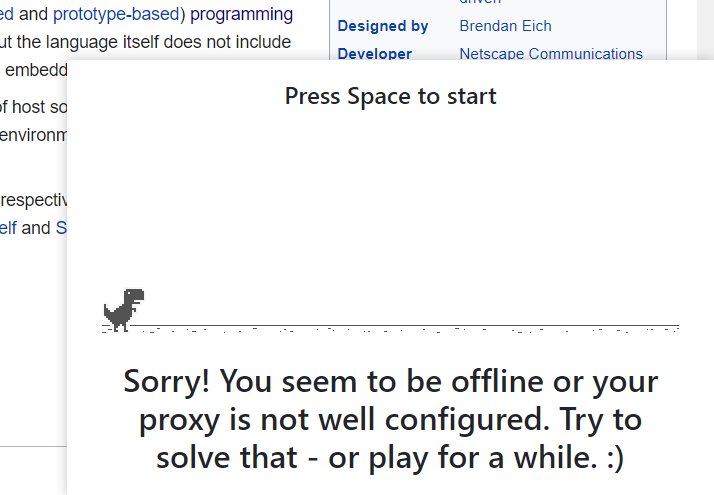 ed and prototype-based) programming
ut the language itself does not include
embedd
of host so
environm
respectiv
elf and S
driven
Designed by Brendan Eich
Developer Netscape Communications
Press Space to start
Sorry! You seem to be offline or your
proxy is not well configured. Try to
solve that - or play for a while. :)